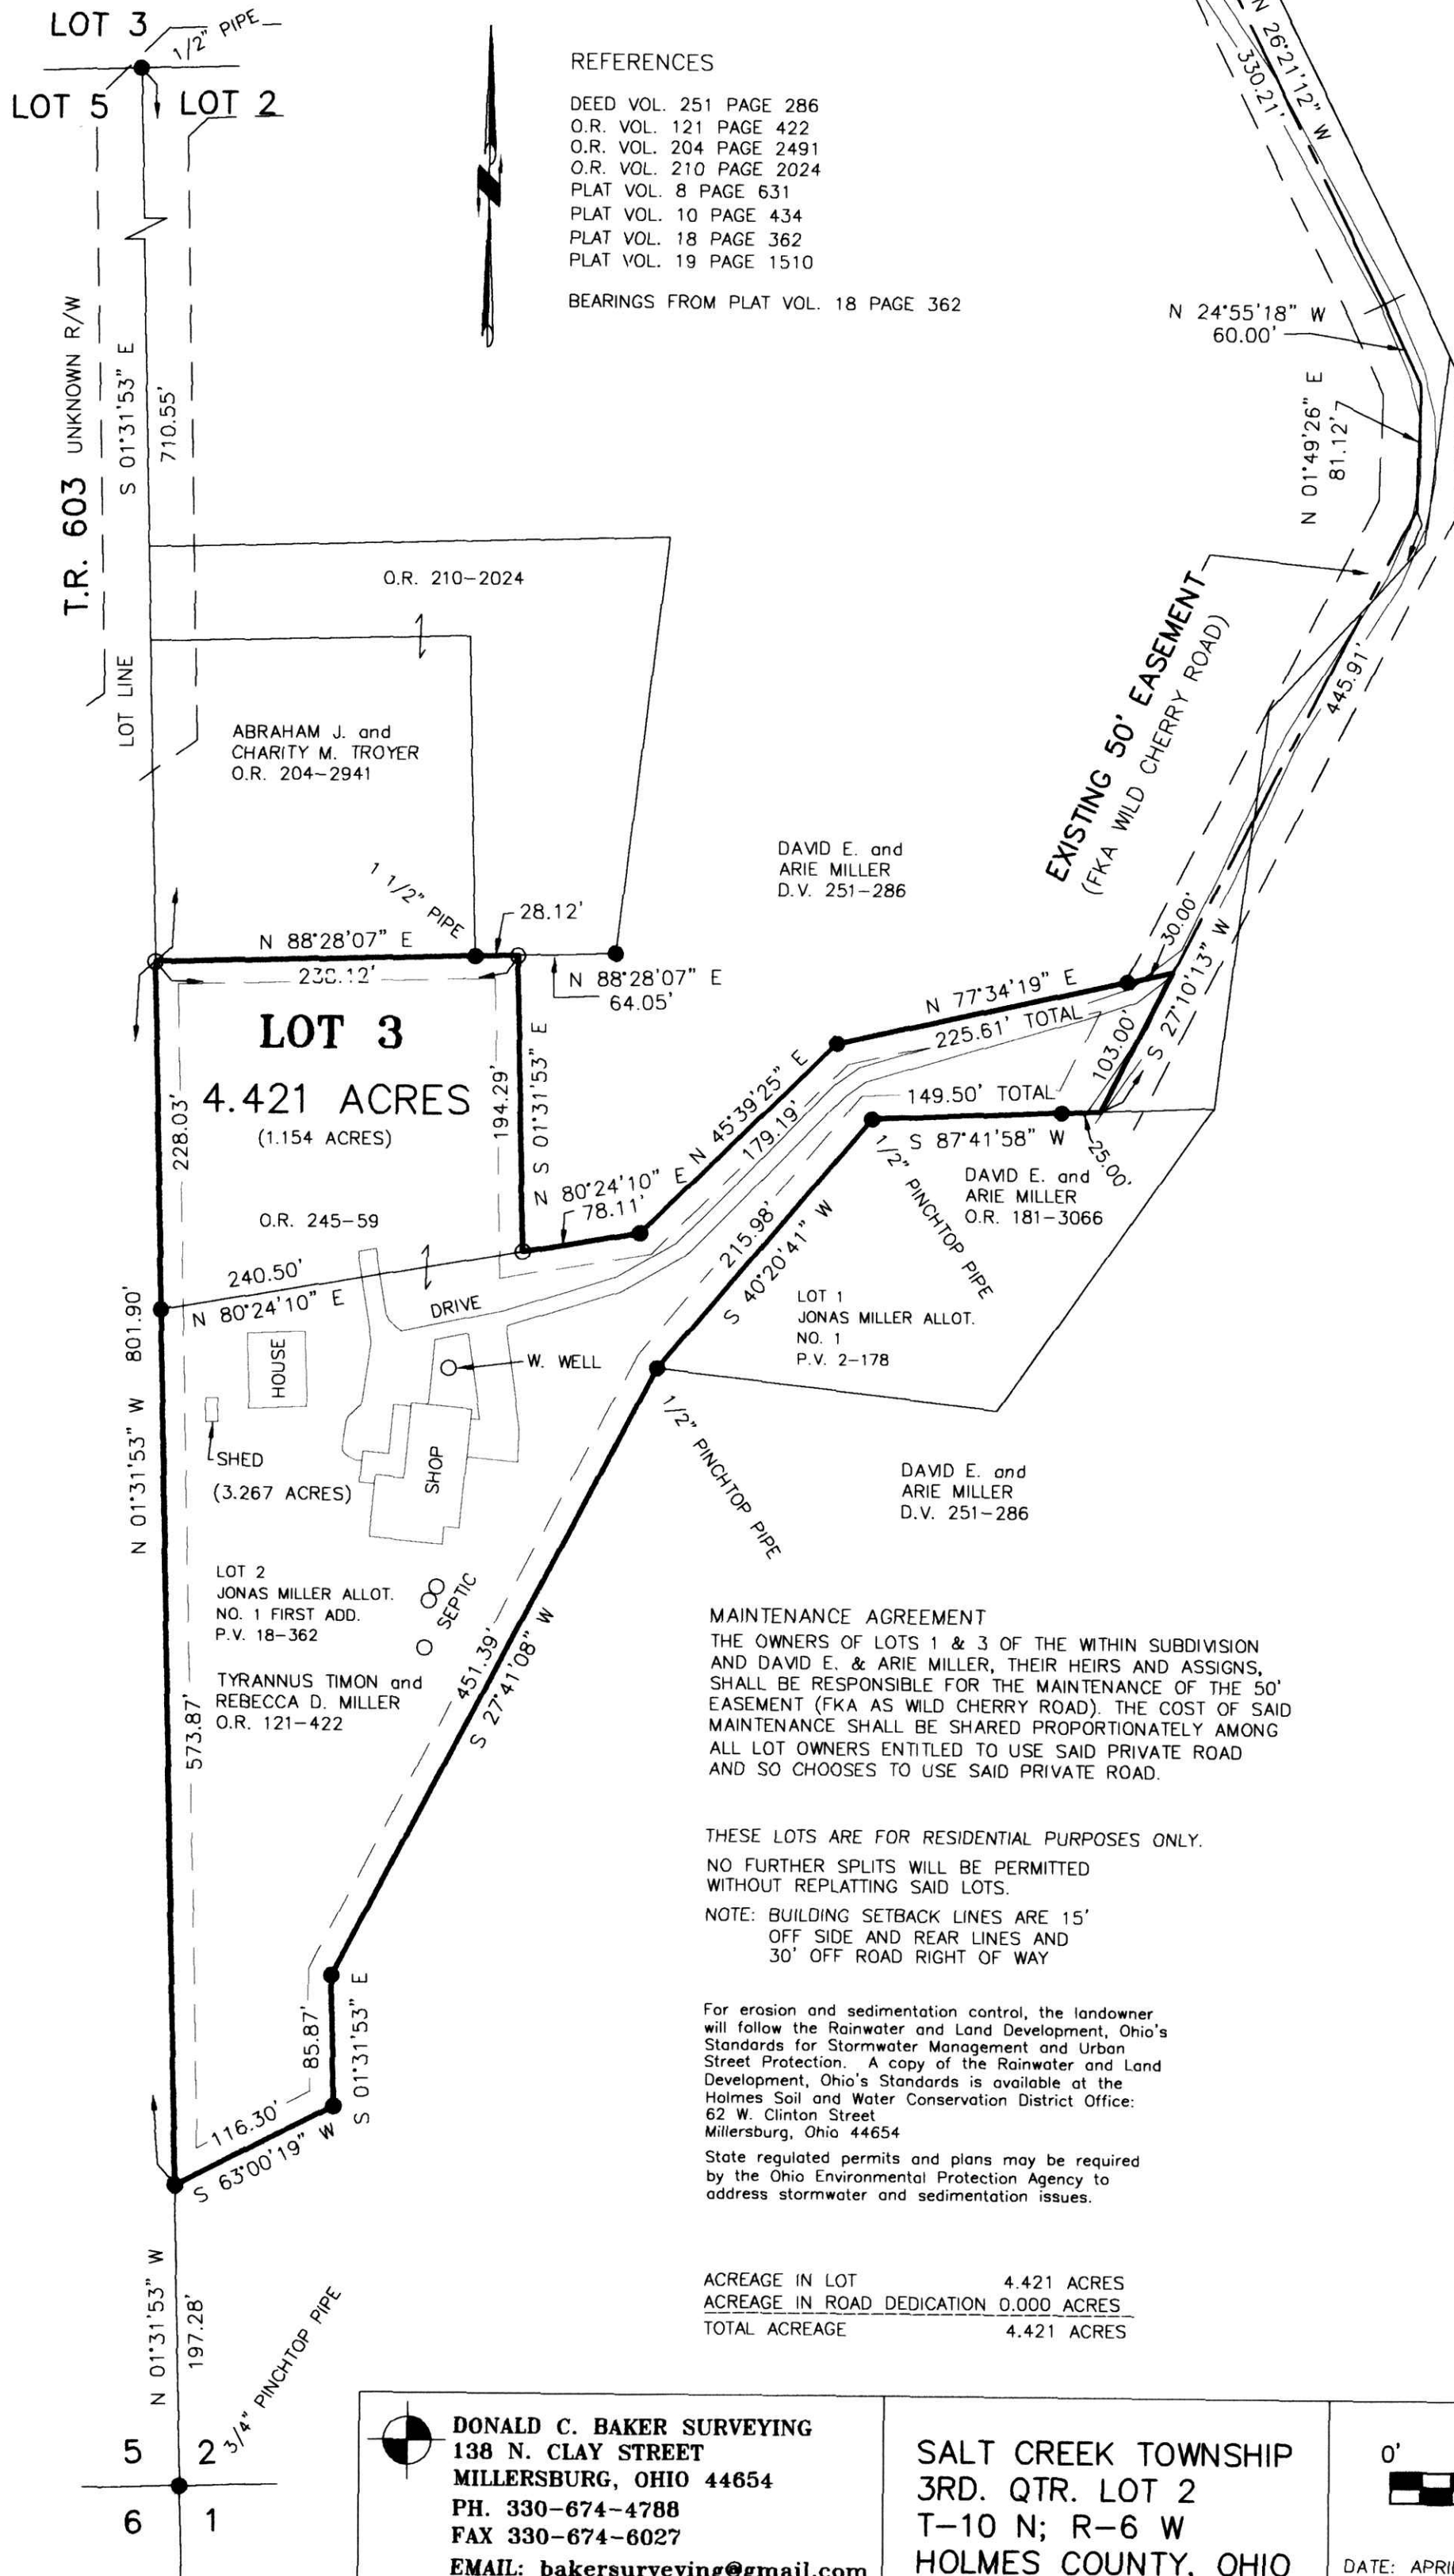 LOT 3
1/2" PIPE
LOT 5
LOT 2
REFERENCES
DEED VOL. 251 PAGE 286
O.R. VOL. 121 PAGE 422
O.R. VOL. 204 PAGE 2491
O.R. VOL. 210 PAGE 2024
PLAT VOL. 8 PAGE 631
PLAT VOL. 10 PAGE 434
PLAT VOL. 18 PAGE 362
PLAT VOL. 19 PAGE 1510
BEARINGS FROM PLAT VOL. 18 PAGE 362
N 26°21'12" W
330.21'
N 24°55'18" W
60.00'
N 01°49'26" E
81.12'
T.R. 603 UNKNOWN R/W
S 01°31'53" E
710.55'
LOT LINE
O.R. 210-2024
ABRAHAM J. and
CHARITY M. TROYER
O.R. 204-2941
EXISTING 50' EASEMENT
(FKA WILD CHERRY ROAD)
445.91'
DAVID E. and
ARIE MILLER
D.V. 251-286
1 1/2" PIPE
28.12'
N 88°28'07" E
N 88°28'07" E
64.05'
30.00'
S 27°10'13" W
103.00'
N 77°34'19" E
225.61' TOTAL
LOT 3
4.421 ACRES
(1.154 ACRES)
228.03'
194.29'
S 01°31'53" E
N 45°39'25" E
179.19'
149.50' TOTAL
S 87°41'58" W
25.00'
1/2" PINCHTOP PIPE
DAVID E. and
ARIE MILLER
O.R. 181-3066
N 80°24'10" E
78.11'
O.R. 245-59
240.50'
N 80°24'10" E
DRIVE
215.98'
S 40°20'41" W
LOT 1
JONAS MILLER ALLOT.
NO. 1
P.V. 2-178
HOUSE
W. WELL
SHED
(3.267 ACRES)
SHOP
N 01°31'53" W 801.90'
1/2" PINCHTOP PIPE
DAVID E. and
ARIE MILLER
D.V. 251-286
LOT 2
JONAS MILLER ALLOT.
NO. 1 FIRST ADD.
P.V. 18-362
SEPTIC
TYRANNUS TIMON and
REBECCA D. MILLER
O.R. 121-422
573.87'
451.39'
S 27°41'08" W
MAINTENANCE AGREEMENT
THE OWNERS OF LOTS 1 & 3 OF THE WITHIN SUBDIVISION
AND DAVID E. & ARIE MILLER, THEIR HEIRS AND ASSIGNS,
SHALL BE RESPONSIBLE FOR THE MAINTENANCE OF THE 50'
EASEMENT (FKA AS WILD CHERRY ROAD). THE COST OF SAID
MAINTENANCE SHALL BE SHARED PROPORTIONATELY AMONG
ALL LOT OWNERS ENTITLED TO USE SAID PRIVATE ROAD
AND SO CHOOSES TO USE SAID PRIVATE ROAD.
THESE LOTS ARE FOR RESIDENTIAL PURPOSES ONLY.
NO FURTHER SPLITS WILL BE PERMITTED
WITHOUT REPLATTING SAID LOTS.
NOTE: BUILDING SETBACK LINES ARE 15'
OFF SIDE AND REAR LINES AND
30' OFF ROAD RIGHT OF WAY
For erosion and sedimentation control, the landowner
will follow the Rainwater and Land Development, Ohio's
Standards for Stormwater Management and Urban
Street Protection. A copy of the Rainwater and Land
Development, Ohio's Standards is available at the
Holmes Soil and Water Conservation District Office:
62 W. Clinton Street
Millersburg, Ohio 44654
State regulated permits and plans may be required
by the Ohio Environmental Protection Agency to
address stormwater and sedimentation issues.
85.87'
S 01°31'53" E
116.30'
S 63°00'19" W
N 01°31'53" W
197.28'
3/4" PINCHTOP PIPE
ACREAGE IN LOT 4.421 ACRES
ACREAGE IN ROAD DEDICATION 0.000 ACRES
TOTAL ACREAGE 4.421 ACRES
5 2
6 1
DONALD C. BAKER SURVEYING
138 N. CLAY STREET
MILLERSBURG, OHIO 44654
PH. 330-674-4788
FAX 330-674-6027
EMAIL: bakersurveying@gmail.com
SALT CREEK TOWNSHIP
3RD. QTR. LOT 2
T-10 N; R-6 W
HOLMES COUNTY, OHIO
0'
DATE: